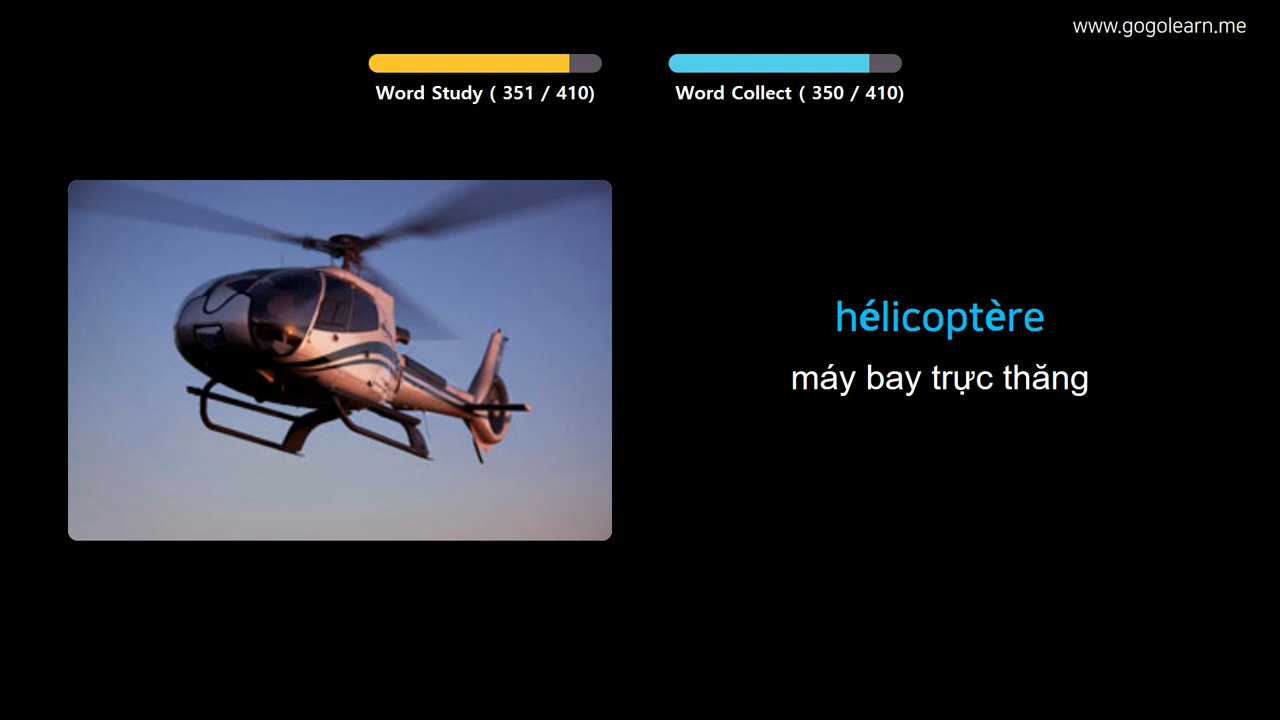 www.gogolearn.me
Word Study ( 351 / 410)
Word Collect ( 350 / 410)
hélicoptère
máy bay trực thăng